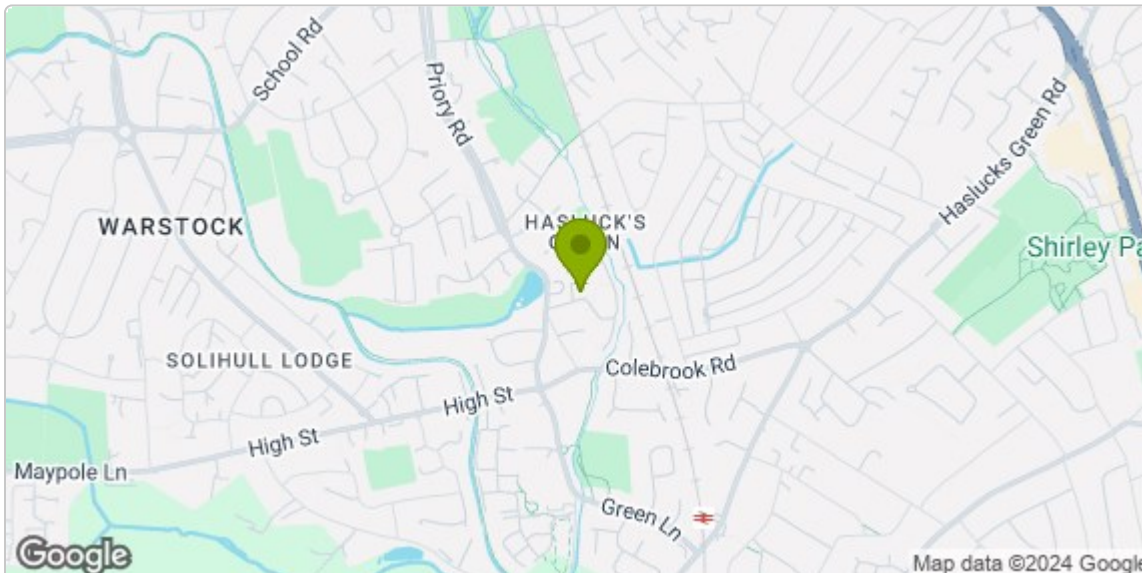 School Rd
Priory Rd
Haslucks Green Rd
WARSTOCK
HASLUCK'S
Shirley Pa
SOLIHULL LODGE
Colebrook Rd
High St
High St
Maypole Ln
Green Ln
Google
Map data ©2024 Google